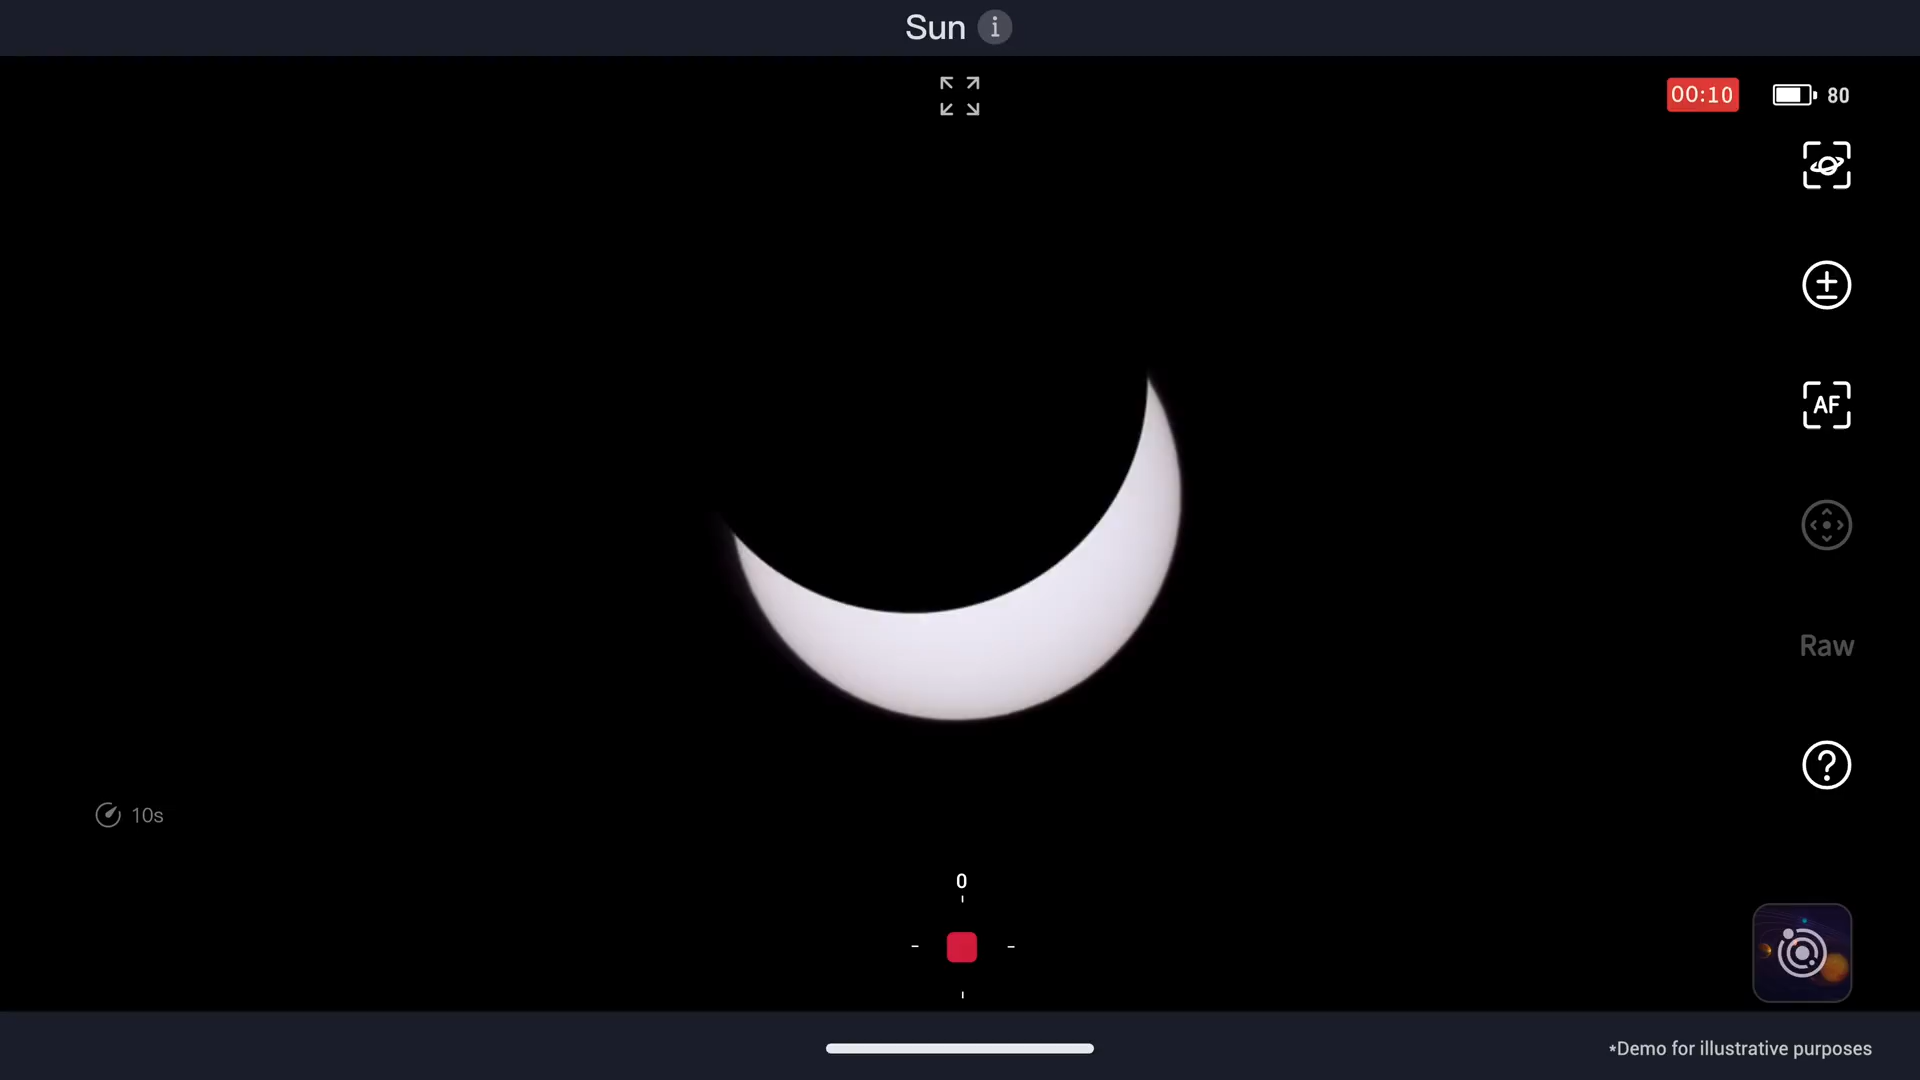 Sun i
00:10 80
AF
Raw
?
10s
0
*Demo for illustrative purposes